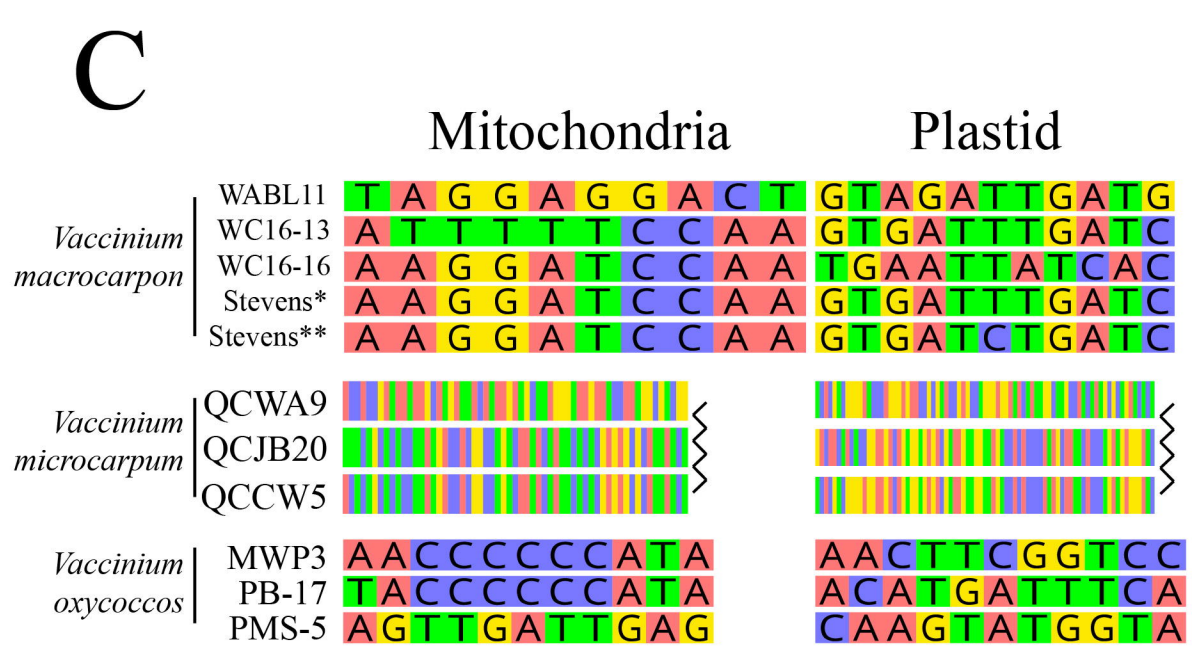 C
Mitochondria Plastid
Vaccinium macrocarpon
WABL11 TAGGAGGACT GTAGATTGATG
WC16-13 ATTTTTCCAA GTGATTTGATC
WC16-16 AAGGATCCAA TGAATTATCAC
Stevens* AAGGATCCAA GTGATTTGATC
Stevens** AAGGATCCAA GTGATCTGATC
Vaccinium microcarpum
QCWA9
QCJB20
QCCW5
Vaccinium oxycoccos
MWP3 AACCCCCCATA AACTTCGGTCC
PB-17 TACCCCCCATA ACATGATTTCA
PMS-5 AGTTGATTGAG CAAGTATGGTA